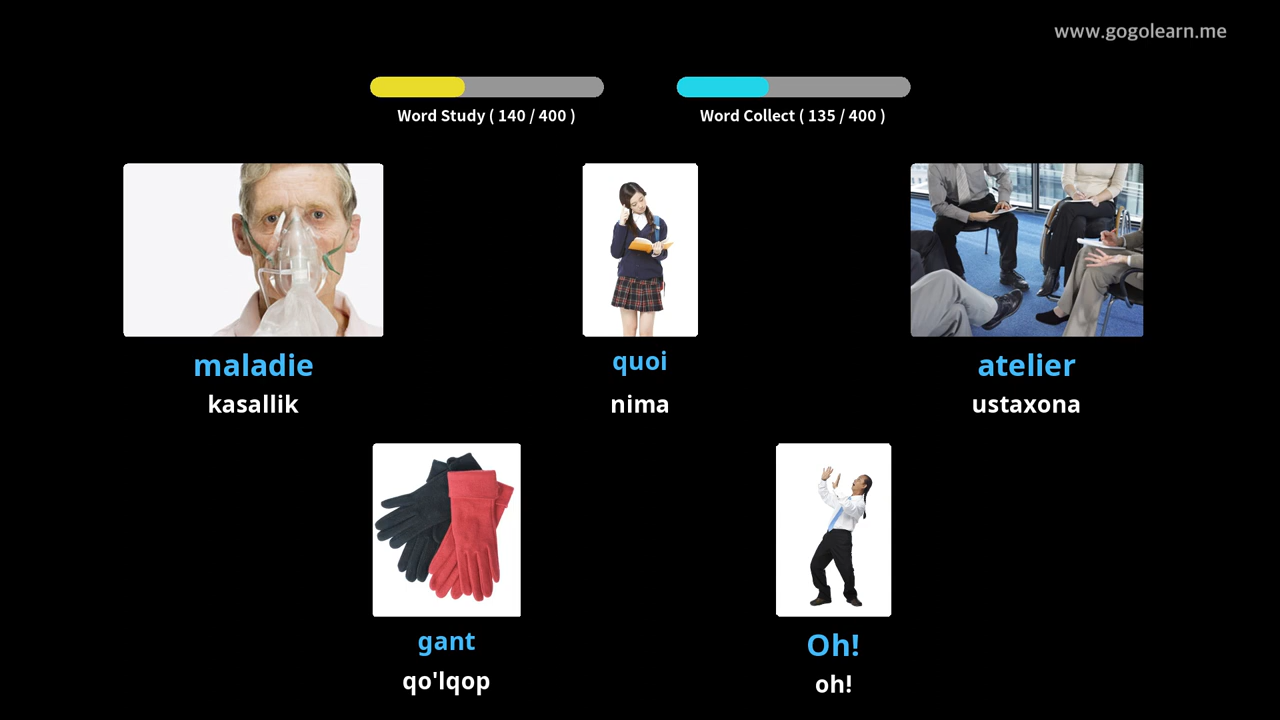 www.gogolearn.me
Word Study ( 140 / 400 )
Word Collect ( 135 / 400 )
maladie
kasallik
quoi
nima
atelier
ustaxona
gant
qo'lqop
Oh!
oh!